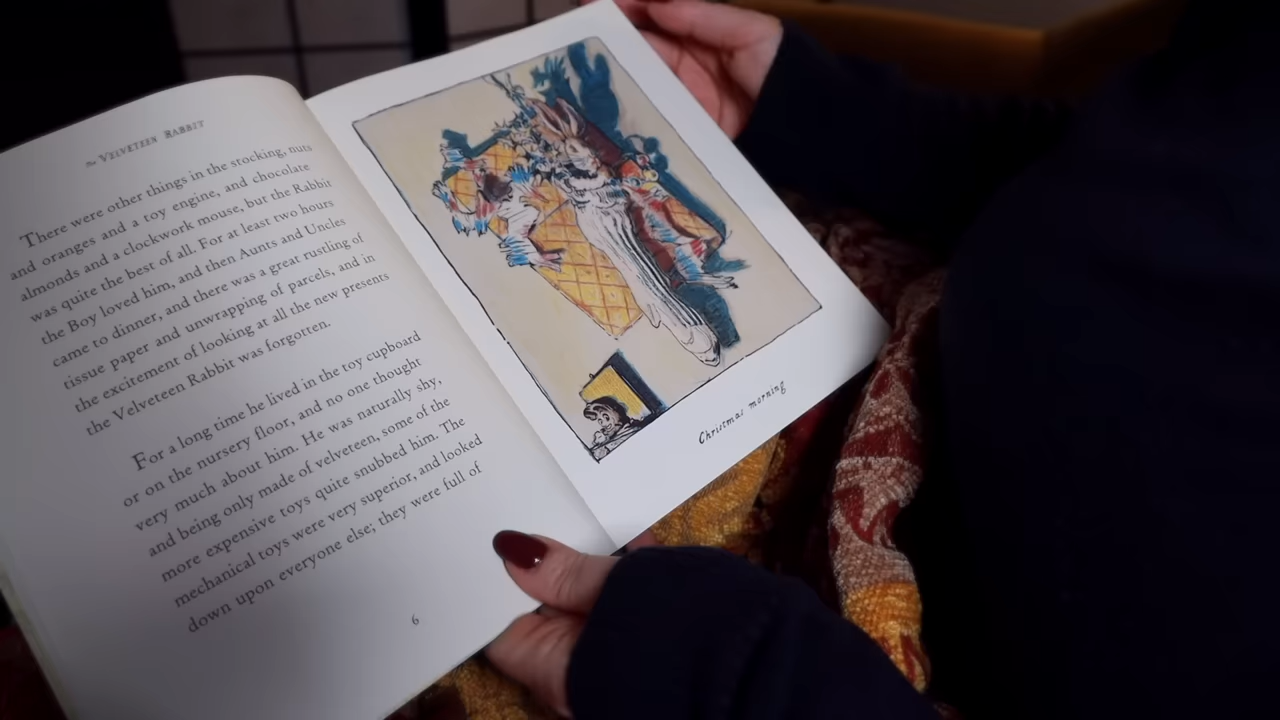 The VELVETEEN RABBIT
There were other things in the stocking, nuts
and oranges and a toy engine, and chocolate
almonds and a clockwork mouse, but the Rabbit
was quite the best of all. For at least two hours
the Boy loved him, and then Aunts and Uncles
came to dinner, and there was a great rustling of
tissue paper and unwrapping of parcels, and in
the excitement of looking at all the new presents
the Velveteen Rabbit was forgotten.
For a long time he lived in the toy cupboard
or on the nursery floor, and no one thought
very much about him. He was naturally shy,
and being only made of velveteen, some of the
more expensive toys quite snubbed him. The
mechanical toys were very superior, and looked
down upon everyone else; they were full of
6
Christmas morning